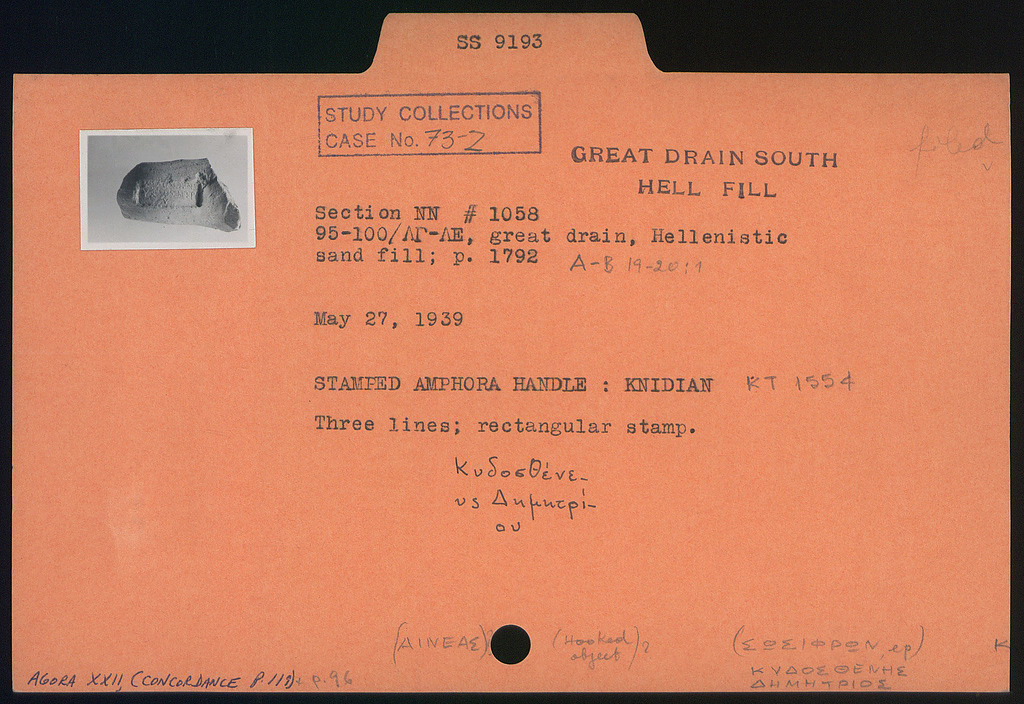 SS 9193
STUDY COLLECTIONS
CASE No. 73-2
filed
GREAT DRAIN SOUTH
HELL FILL
Section NN # 1058
95-100/ΛΓ-ΛΕ, great drain, Hellenistic
sand fill; p. 1792 A-B 19-20:1
May 27, 1939
STAMPED AMPHORA HANDLE : KNIDIAN KT 1554
Three lines; rectangular stamp.
Κυδοσθένε-
υς Δημητρί-
ου
(ΑΙΝΕΑΣ) (Hooked object)? (ΣΩΣΙΦΡΩΝ, ep) K
ΚΥΔΟΣΘΕΝΗΣ
ΔΗΜΗΤΡΙΟΣ
AGORA XXII, (CONCORDANCE P. 112) + p. 96